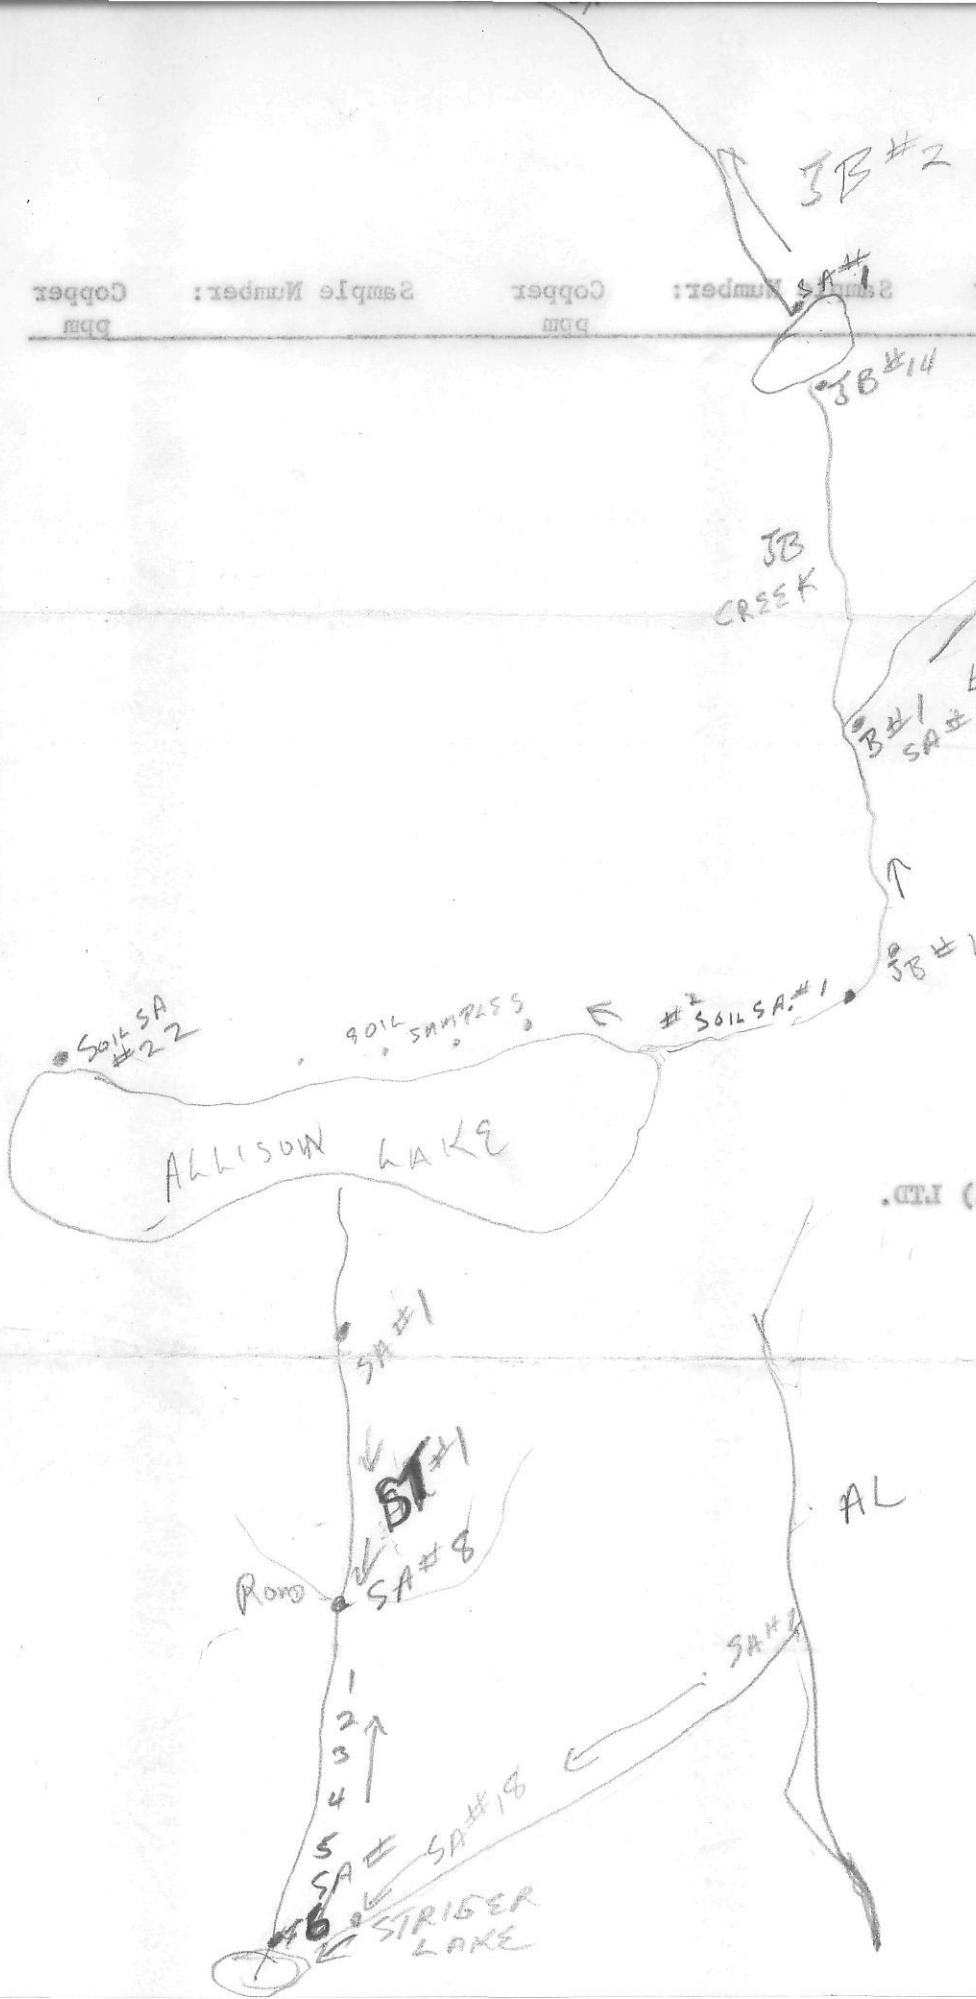 JB #2
SA #1
Copper
ppm
Sample Number:
Copper
ppm
Sample Number:
JB #14
JB
CREEK
B #1
SA #
JB #1
SOIL SA
#22
SOIL SAMPLES
#2 SOIL SA. #1
ALLISON LAKE
) LTD.
SA #1
ST #1
AL
SA #8
SA #1
1
2
3
4
5
SA #
6
SA #18
STRIGER
LAKE